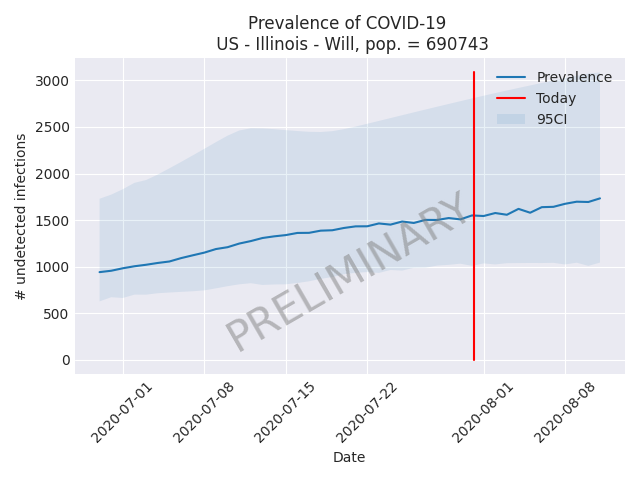 Prevalence of COVID-19
US - Illinois - Will, pop. = 690743
Prevalence
Today
95CI
3000
2500
2000
1500
1000
500
0
# undetected infections
PRELIMINARY
2020-07-01
2020-07-08
2020-07-15
2020-07-22
2020-08-01
2020-08-08
Date